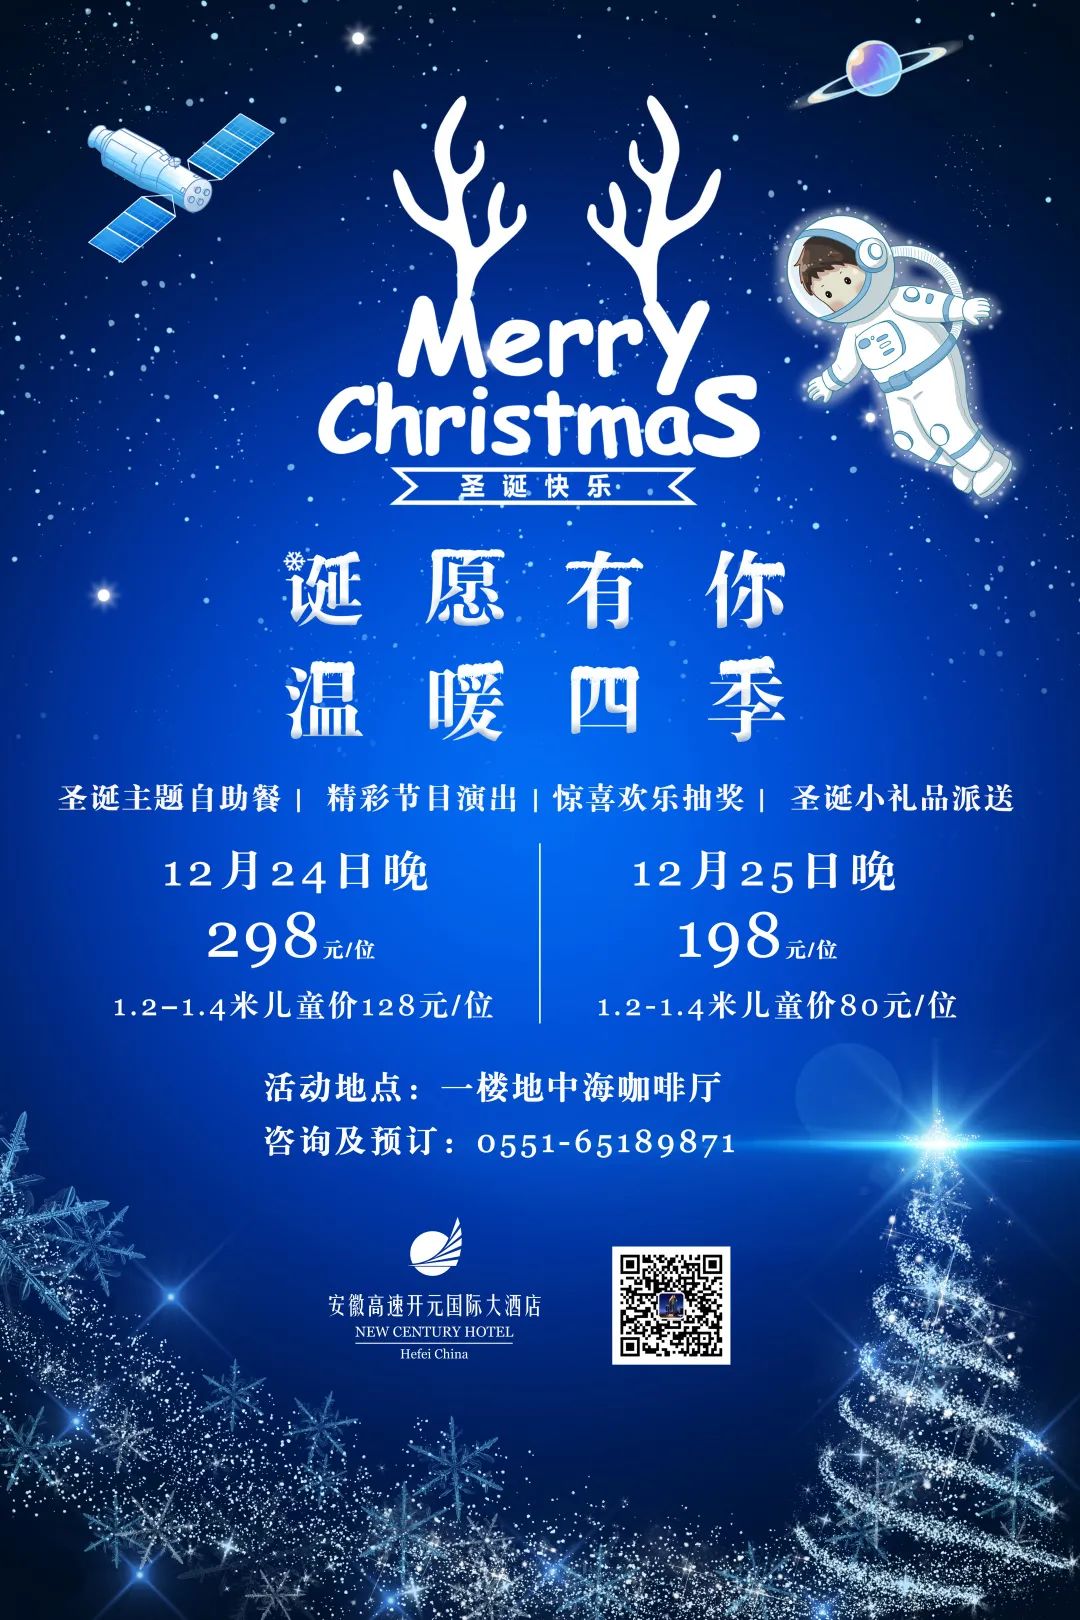 Merry
Christmas
圣诞快乐
诞愿有你
温暖四季
圣诞主题自助餐 | 精彩节目演出 | 惊喜欢乐抽奖 | 圣诞小礼品派送
12月24日晚
298元/位
1.2–1.4米儿童价128元/位
12月25日晚
198元/位
1.2-1.4米儿童价80元/位
活动地点：一楼地中海咖啡厅
咨询及预订：0551-65189871
安徽高速开元国际大酒店
NEW CENTURY HOTEL
Hefei China